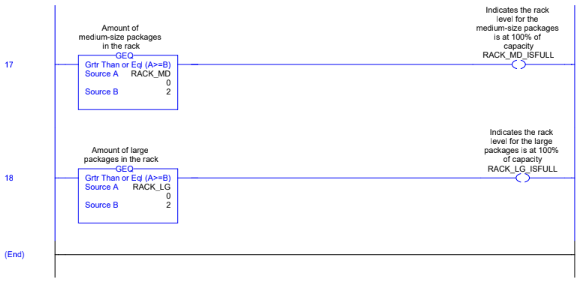 Amount of
medium-size packages
in the rack
Indicates the rack
level for the
medium-size packages
is at 100% of
capacity
RACK_MD_ISFULL
17
GEQ
Grtr Than or Eql (A>=B)
Source A RACK_MD
0
Source B 2
Amount of large
packages in the rack
Indicates the rack
level for the large
packages is at 100%
of capacity
RACK_LG_ISFULL
18
GEQ
Grtr Than or Eql (A>=B)
Source A RACK_LG
0
Source B 2
(End)